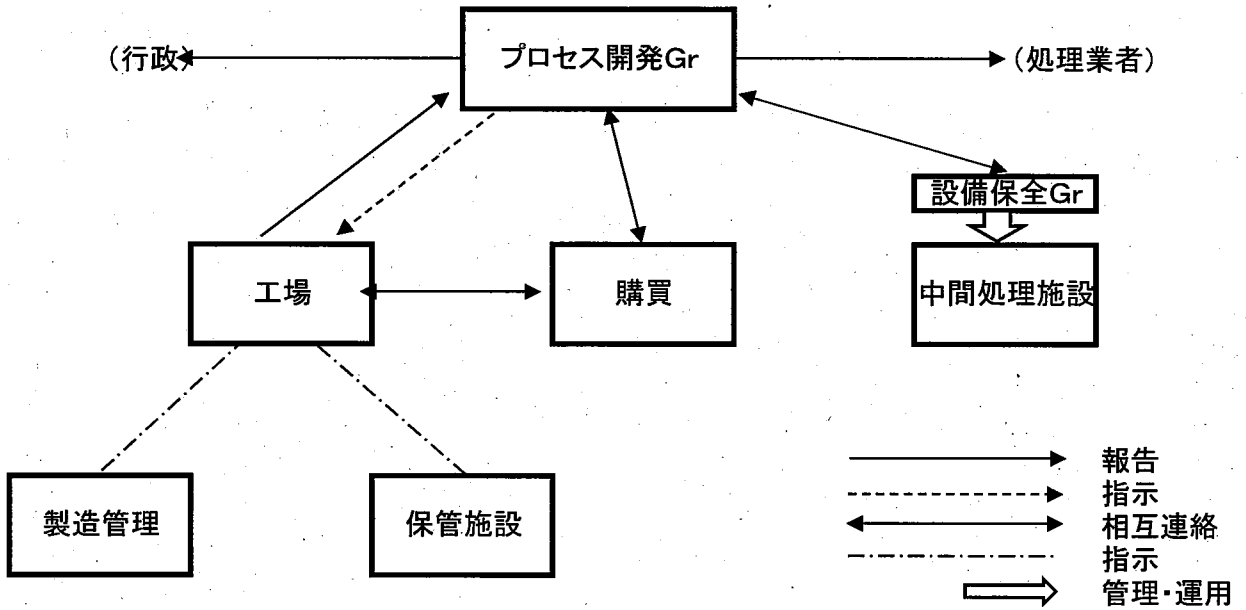 (行政)
プロセス開発Gr
(処理業者)
設備保全Gr
工場
購買
中間処理施設
製造管理
保管施設
報告
指示
相互連絡
指示
管理・運用